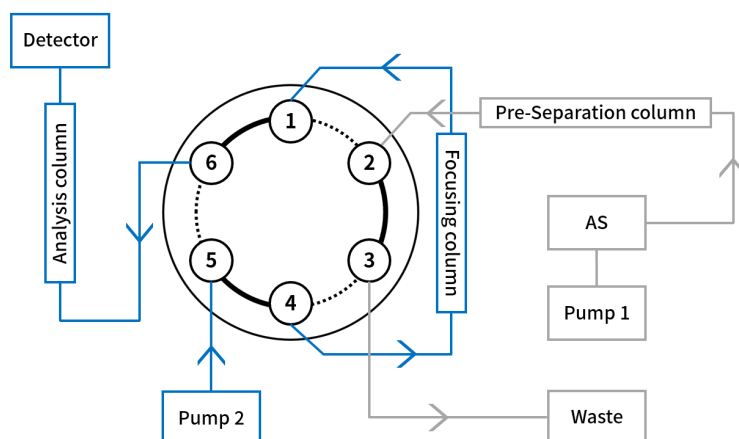 Detector
Pre-Separation column
1
6
2
Analysis column
Focusing column
AS
5
3
4
Pump 1
Pump 2
Waste